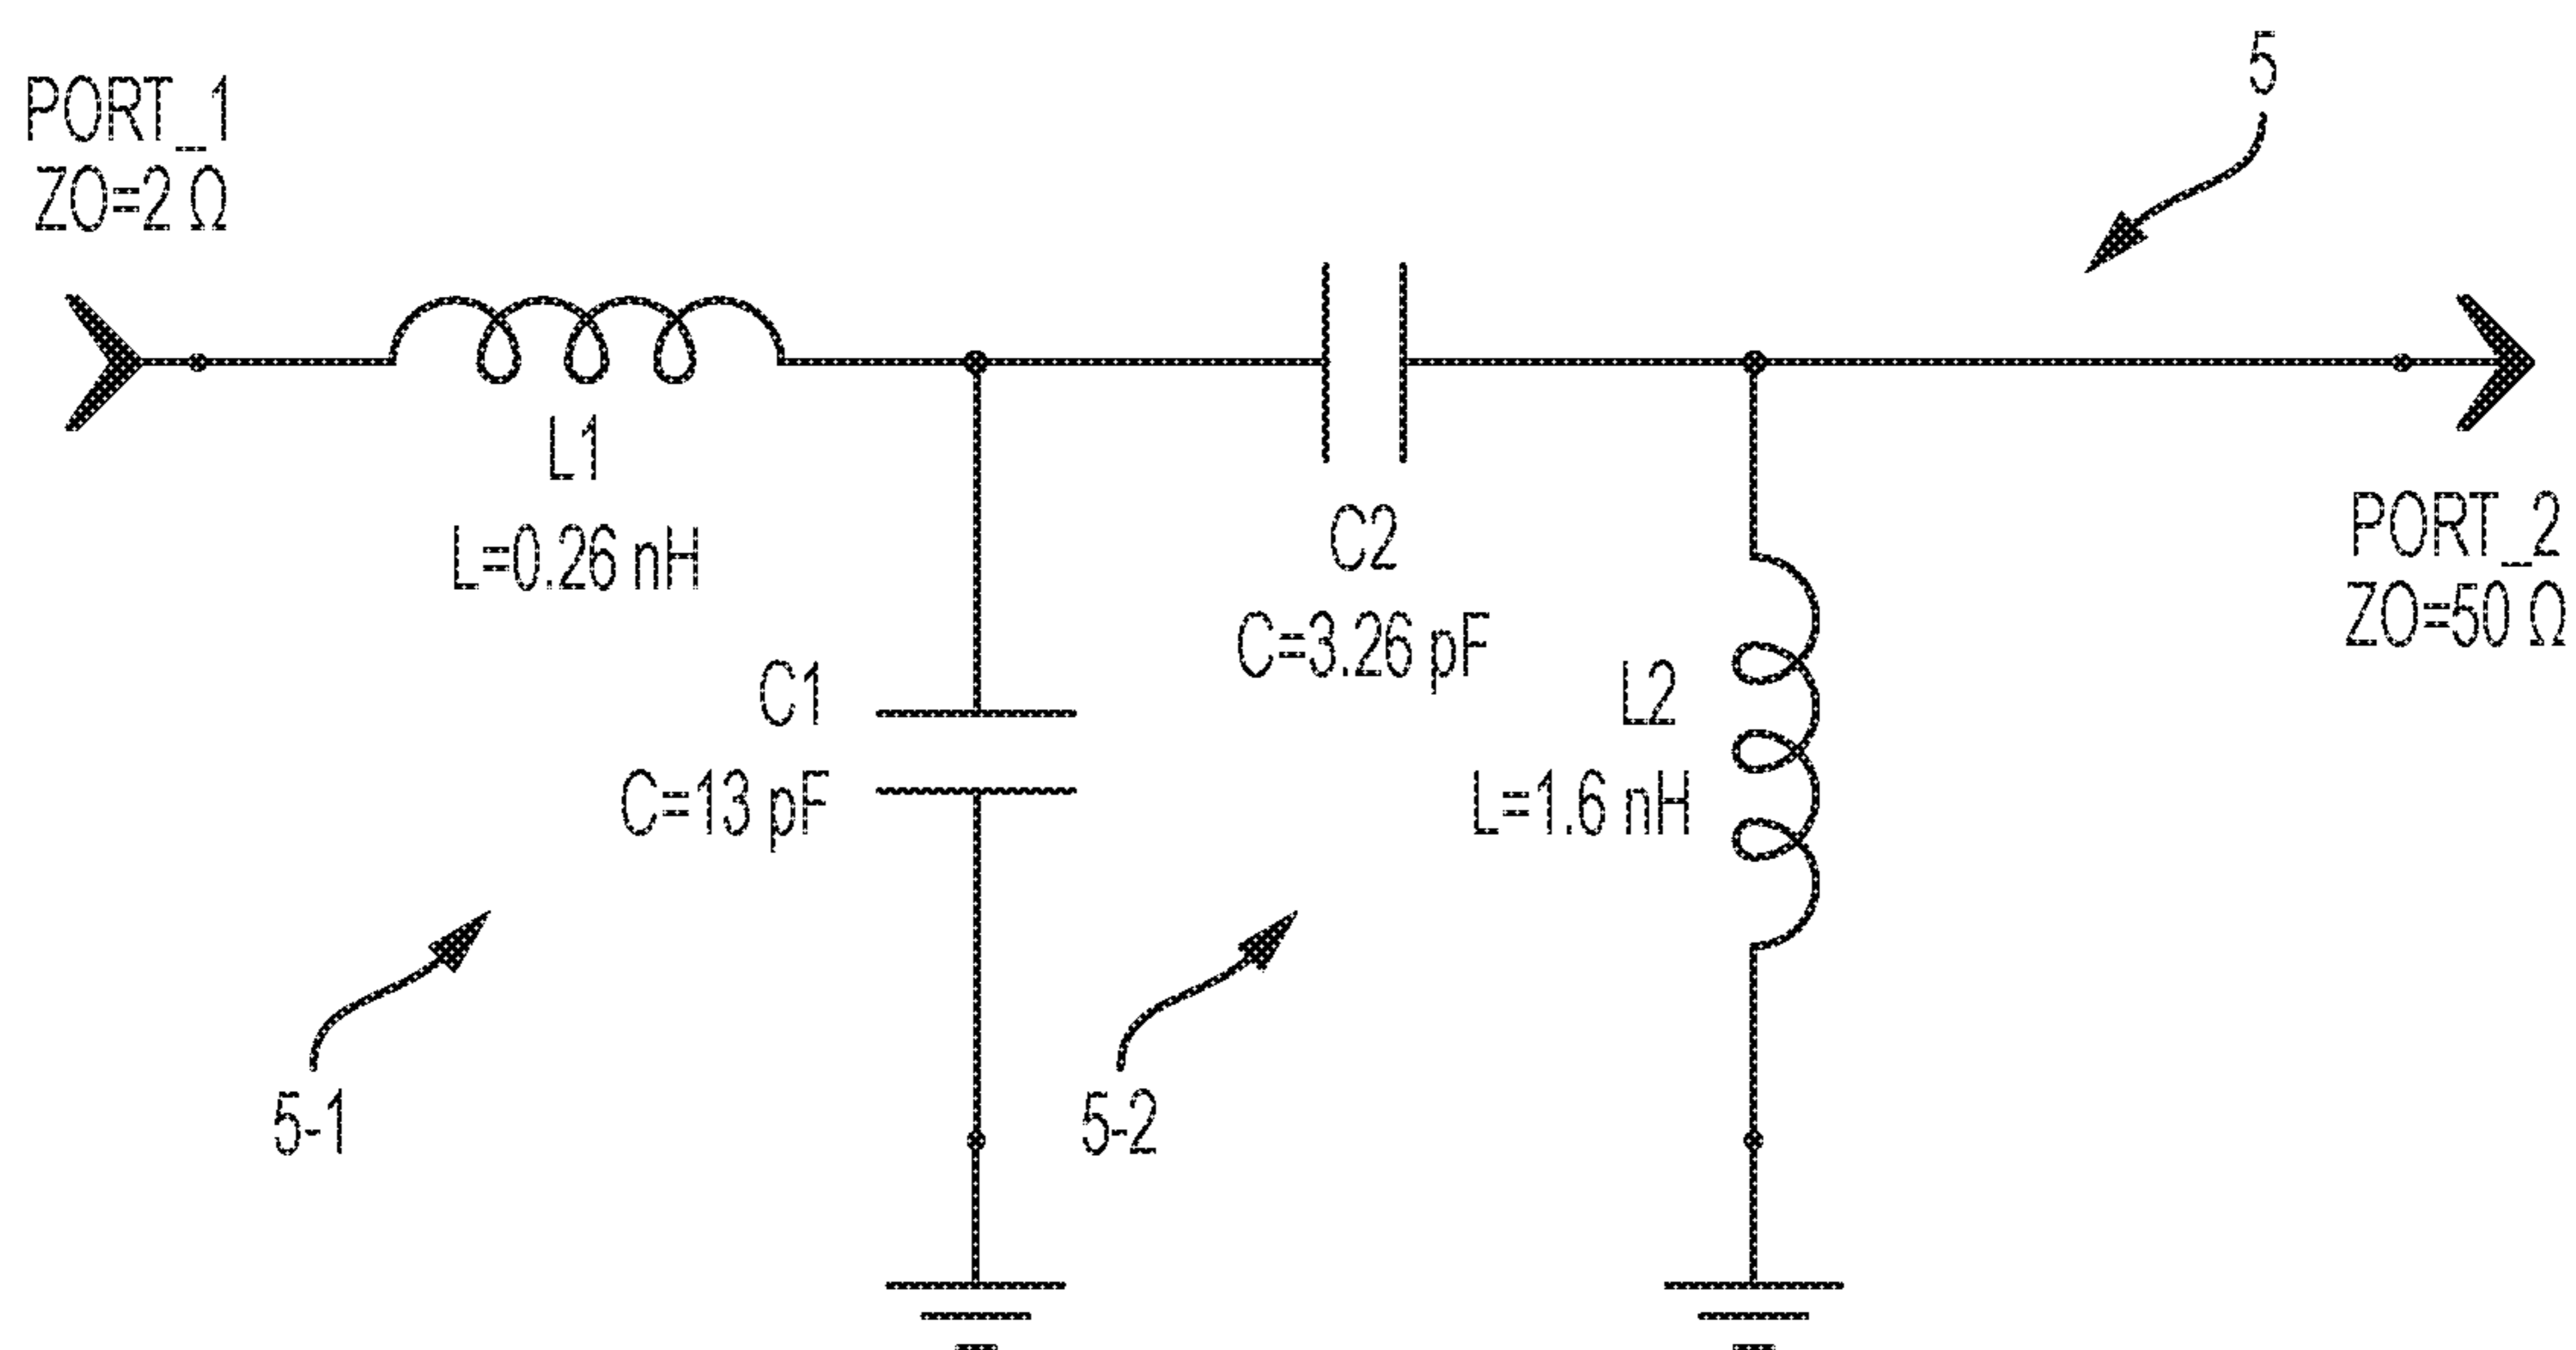 5
PORT_1
ZO=2 Ω
L1
L=0.26 nH
C2
C=3.26 pF
PORT_2
ZO=50 Ω
C1
C=13 pF
L2
L=1.6 nH
5-1
5-2